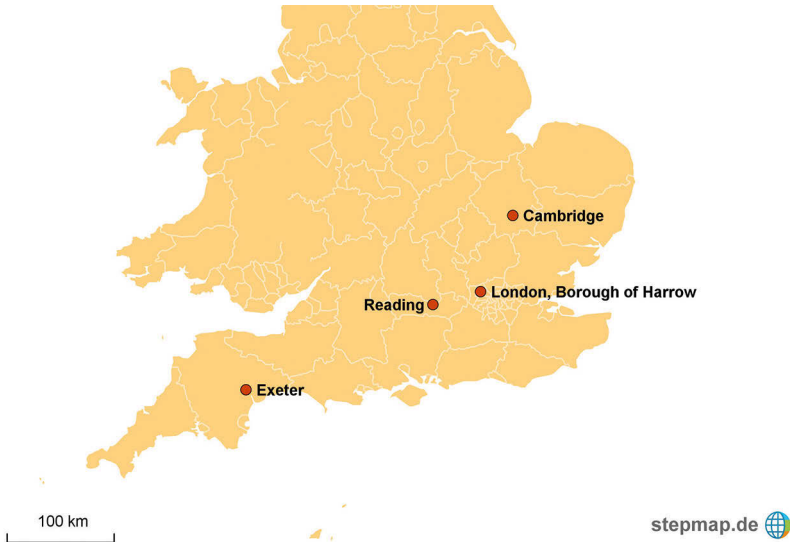 Cambridge
London, Borough of Harrow
Reading
Exeter
100 km
stepmap.de